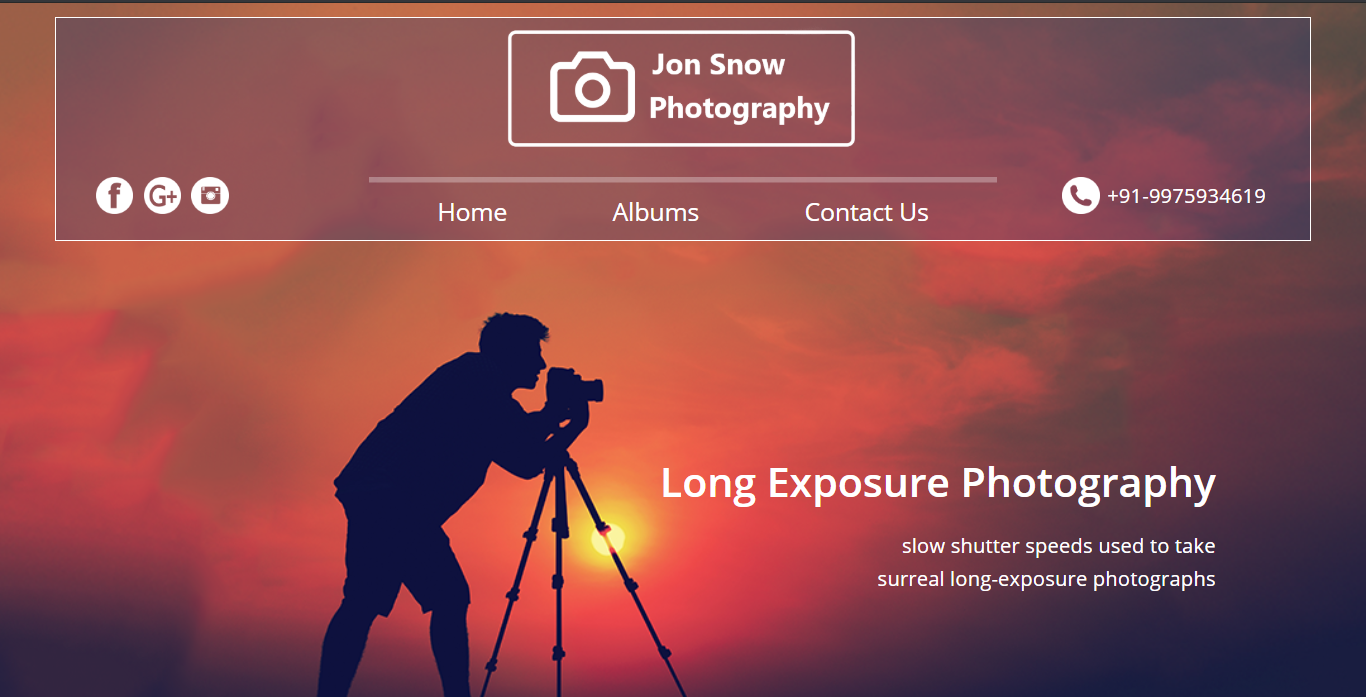 Jon Snow
Photography
Home Albums Contact Us
+91-9975934619
Long Exposure Photography
slow shutter speeds used to take
surreal long-exposure photographs